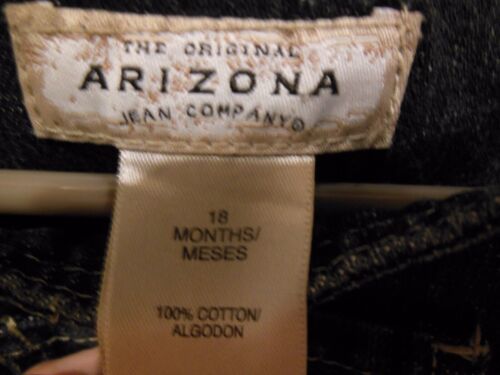 THE ORIGINAL
ARIZONA
JEAN COMPANY®
18
MONTHS/
MESES
100% COTTON/
ALGODON